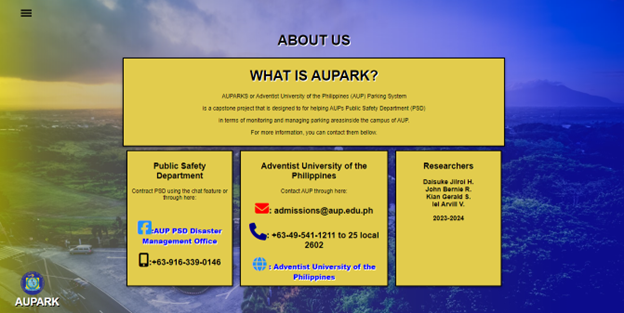 ABOUT US
WHAT IS AUPARK?
AUPARKS or Adventist University of the Philippines (AUP) Parking System
is a capstone project that is designed to for helping AUPs Public Safety Department (PSD)
in terms of monitoring and managing parking areasinside the campus of AUP.
For more information, you can contact them bellow.
Public Safety
Department
Contract PSD using the chat feature or
through here:
:AUP PSD Disaster
Management Office
:+63-916-339-0146
Adventist University of the
Philippines
Contact AUP through here:
: admissions@aup.edu.ph
: +63-49-541-1211 to 25 local
2602
: Adventist University of the
Philippines
Researchers
Daisuke Jilroi H.
John Bernie R.
Kian Gerald S.
Iel Arvill V.
2023-2024
AUPARK